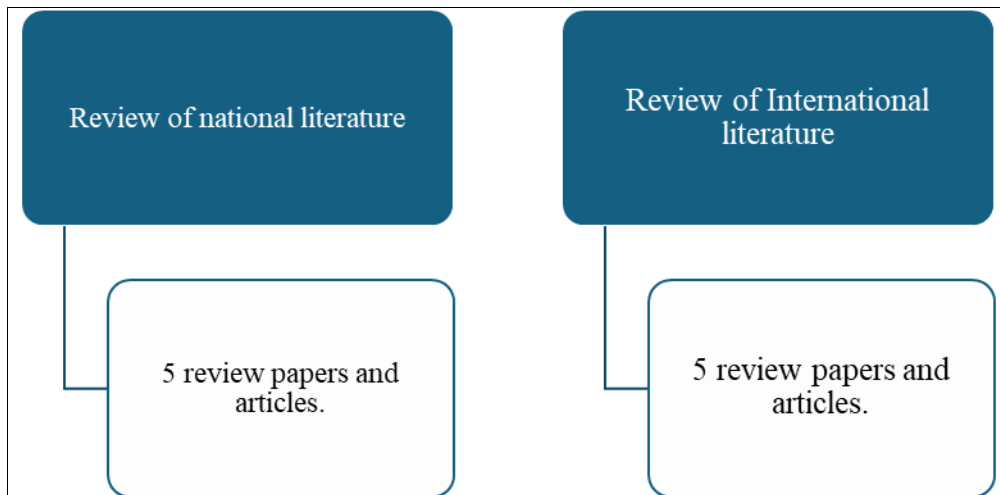 Review of national literature
5 review papers and
articles.
Review of International
literature
5 review papers and
articles.